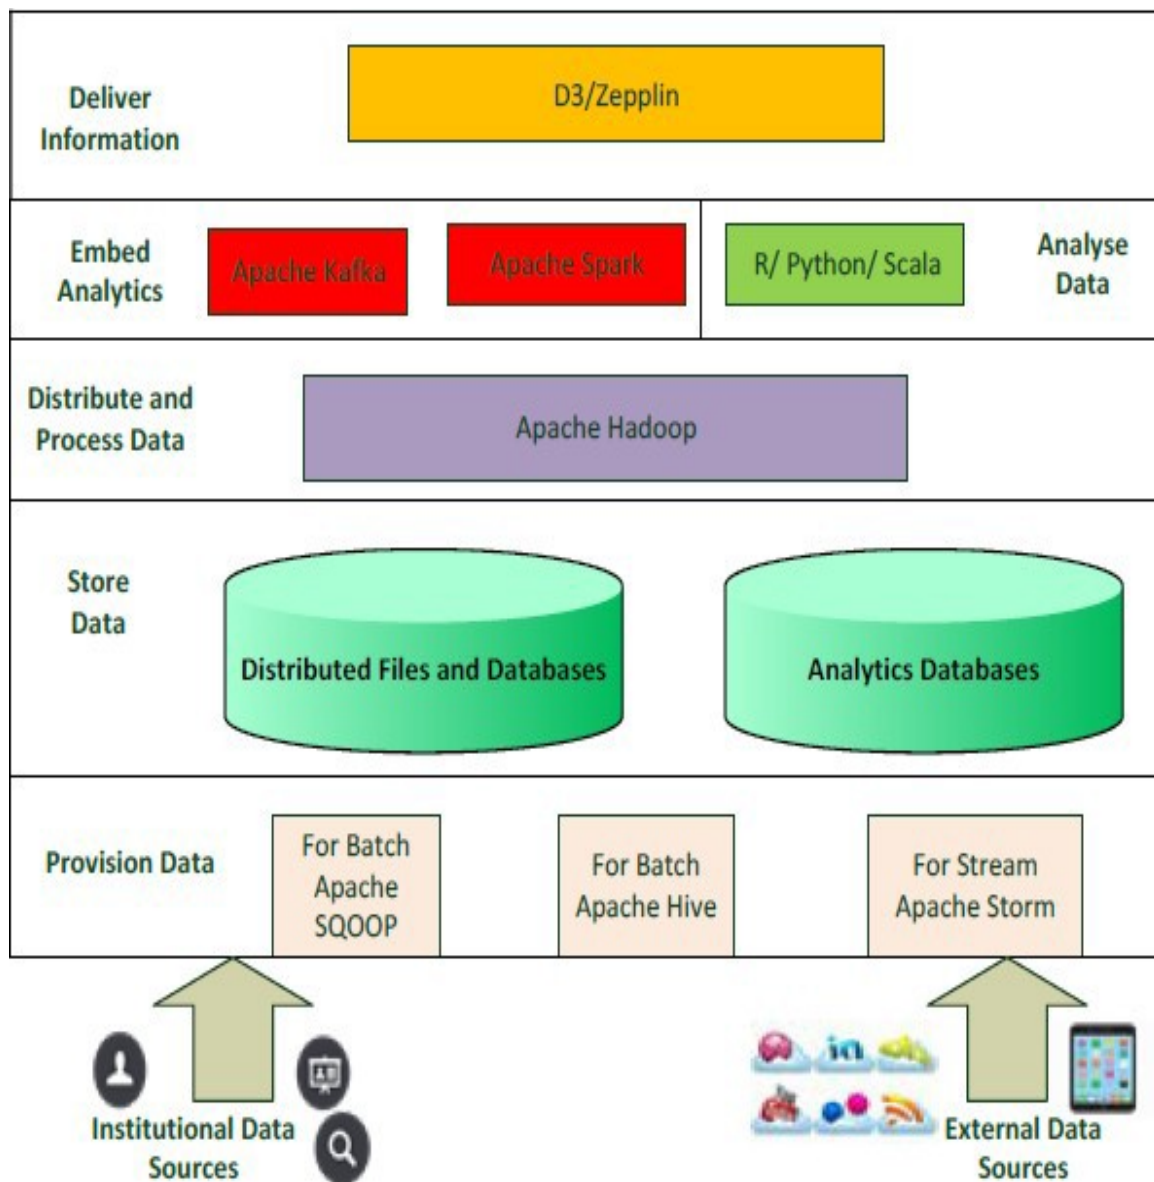 D3/Zepplin
Deliver
Information
Embed
Analytics
Apache Kafka
Apache Spark
R/ Python/ Scala
Analyse
Data
Distribute and
Process Data
Apache Hadoop
Store
Data
Distributed Files and Databases
Analytics Databases
Provision Data
For Batch
Apache
SQOOP
For Batch
Apache Hive
For Stream
Apache Storm
in
Institutional Data
Sources
External Data
Sources